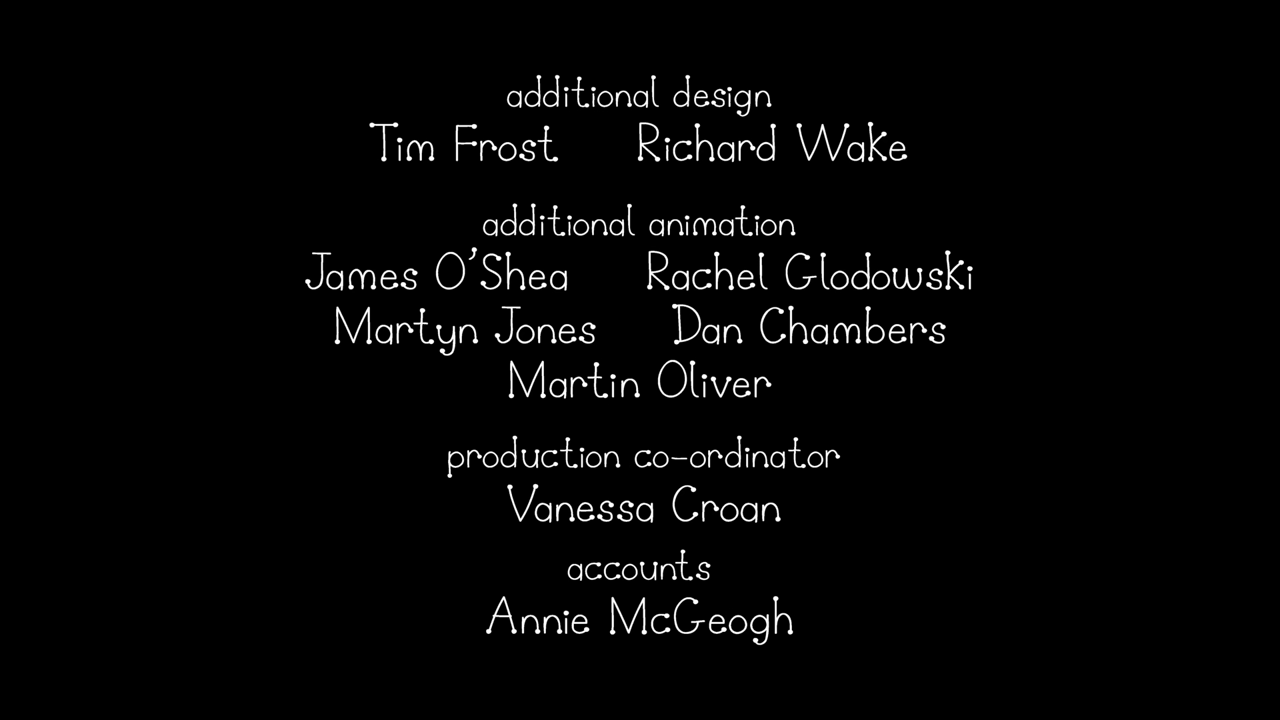 additional design
Tim Frost Richard Wake
additional animation
James O'Shea Rachel Glodowski
Martyn Jones Dan Chambers
Martin Oliver
production co-ordinator
Vanessa Croan
accounts
Annie McGeogh